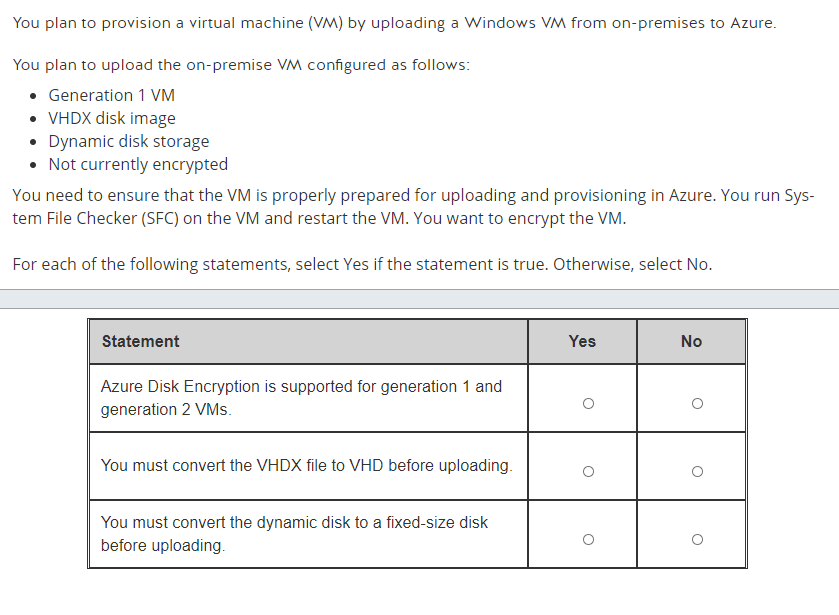 You plan to provision a virtual machine (VM) by uploading a Windows VM from on-premises to Azure.
You plan to upload the on-premise VM configured as follows:
• Generation 1 VM
• VHDX disk image
• Dynamic disk storage
• Not currently encrypted
You need to ensure that the VM is properly prepared for uploading and provisioning in Azure. You run Sys-
tem File Checker (SFC) on the VM and restart the VM. You want to encrypt the VM.
For each of the following statements, select Yes if the statement is true. Otherwise, select No.
Statement Yes No
Azure Disk Encryption is supported for generation 1 and
generation 2 VMs.
You must convert the VHDX file to VHD before uploading.
You must convert the dynamic disk to a fixed-size disk
before uploading.